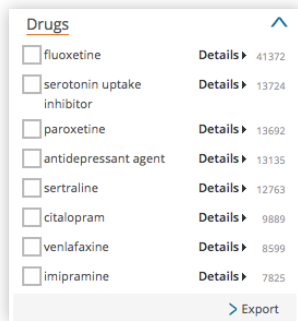 Drugs
fluoxetine Details 41372
serotonin uptake Details 13724
inhibitor
paroxetine Details 13692
antidepressant agent Details 13135
sertraline Details 12763
citalopram Details 9889
venlafaxine Details 8599
imipramine Details 7825
Export